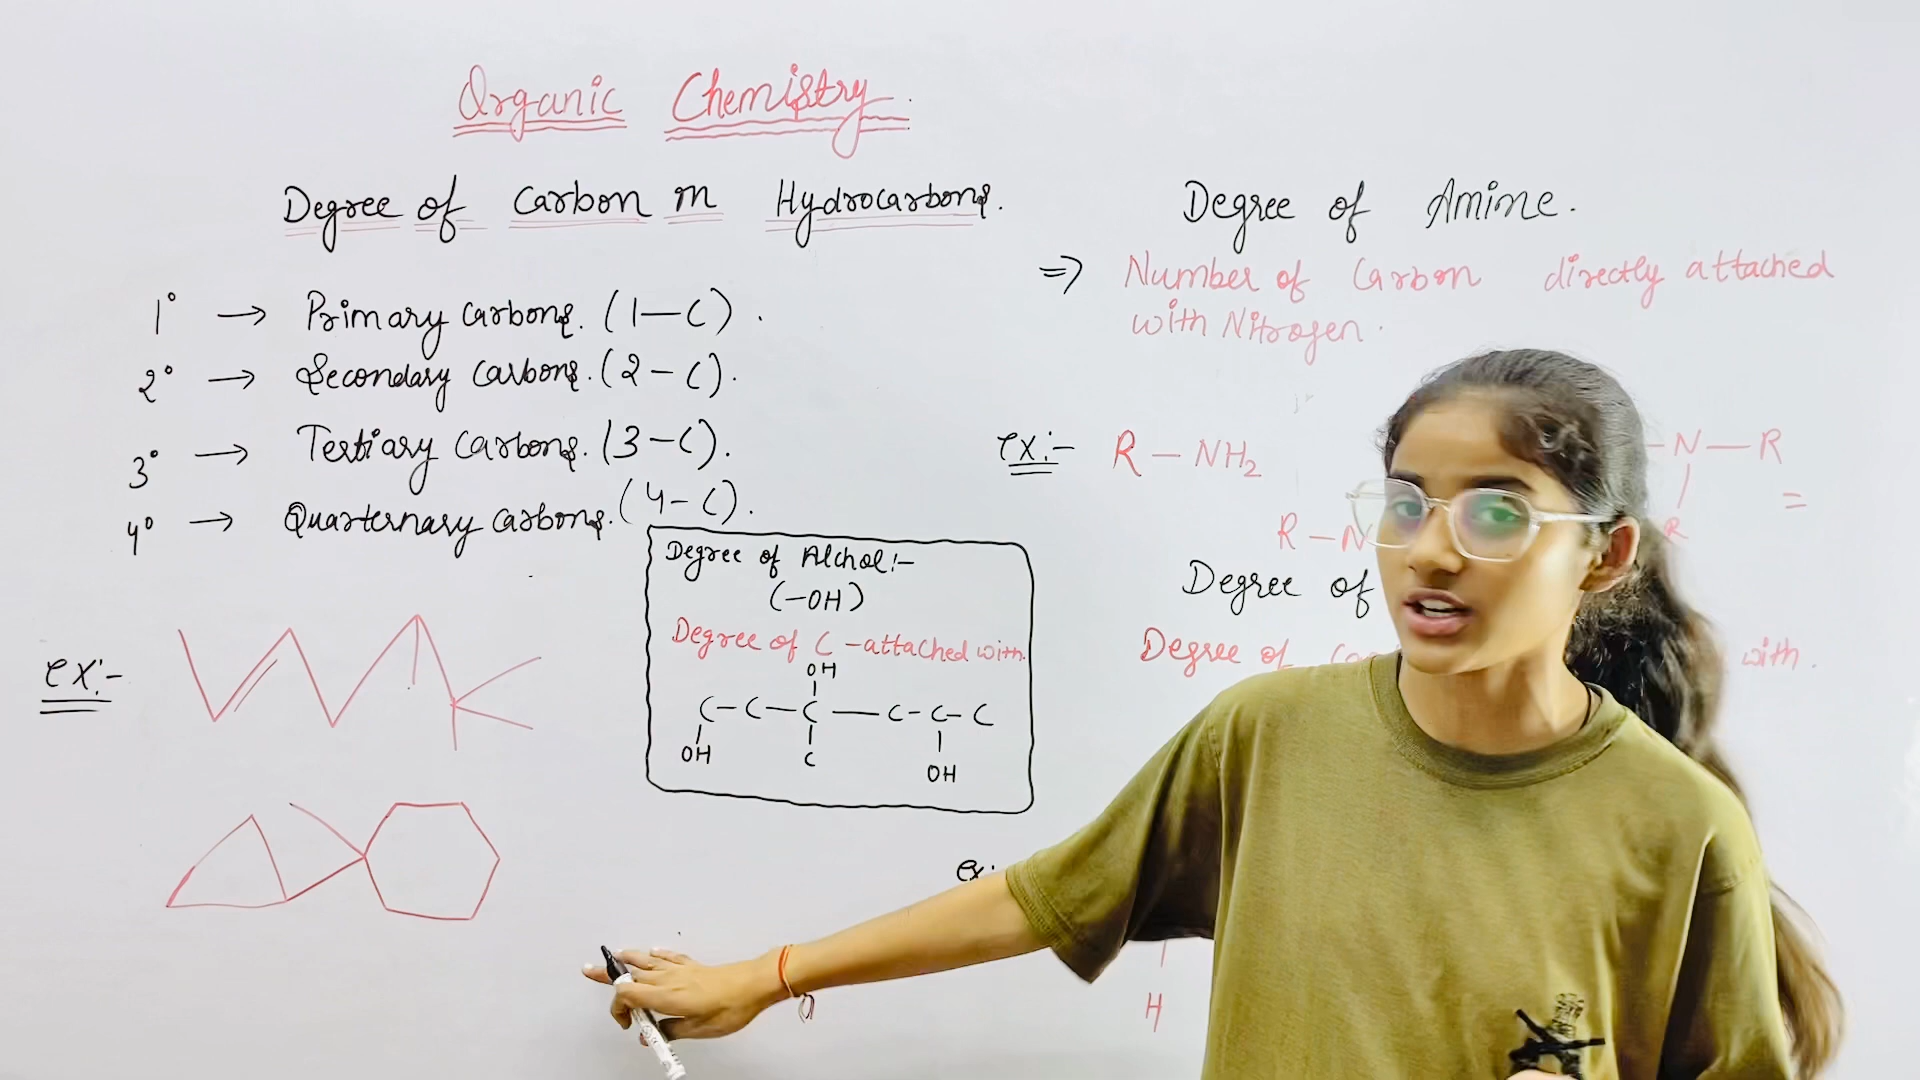 Organic Chemistry.
Degree of Carbon in Hydrocarbons.
1° → Primary Carbons. (1–C).
2° → Secondary Carbons. (2–C).
3° → Tertiary Carbons. (3–C).
4° → Quarternary Carbons. (4–C).
ex:-
Degree of Alchol:-
(–OH)
Degree of C –attached with.
OH
C–C–C–C–C–C
OH C OH
Degree of Amine.
⇒ Number of Carbon directly attached
with Nitrogen.
ex:- R–NH₂
–N–R
R
=
R–N
Degree of
Degree of with.
ex:
H